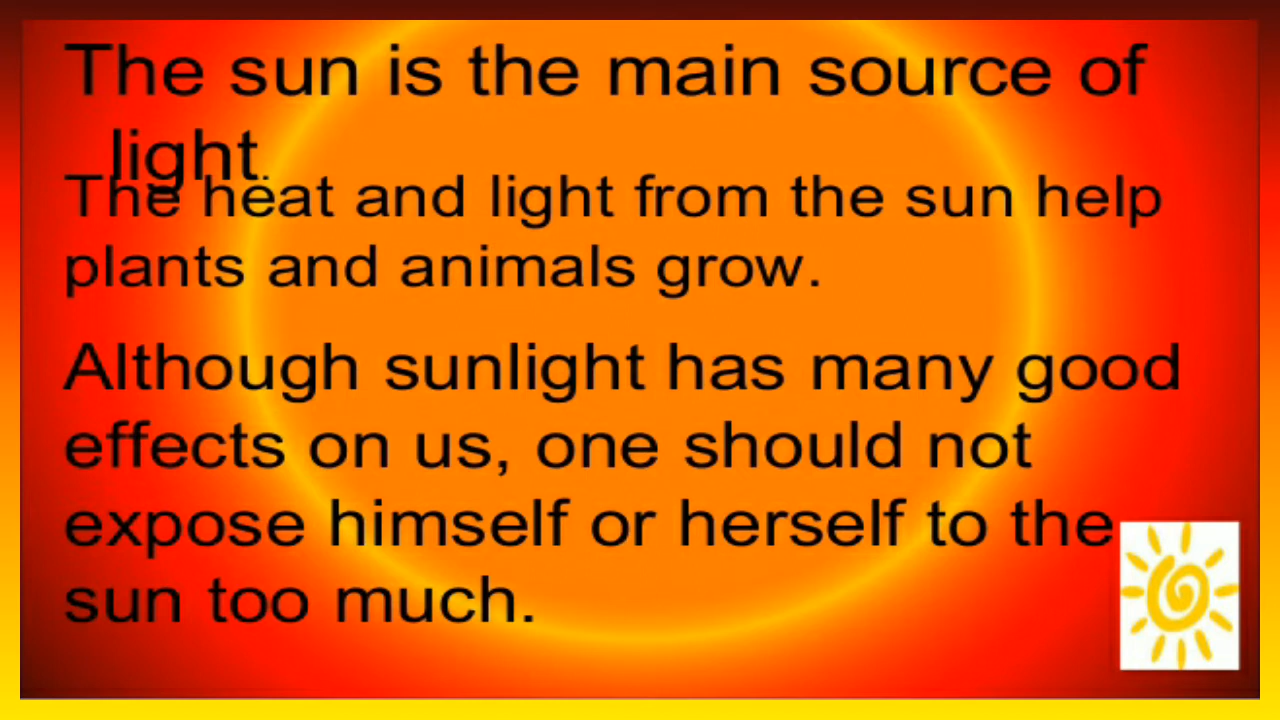 The sun is the main source of
light.
The heat and light from the sun help
plants and animals grow.
Although sunlight has many good
effects on us, one should not
expose himself or herself to the
sun too much.